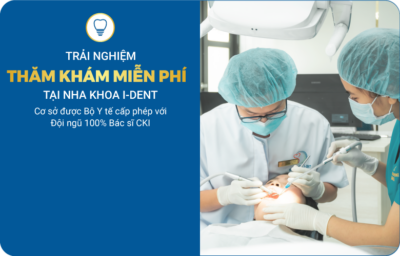 TRẢI NGHIỆM
THĂM KHÁM MIỄN PHÍ
TẠI NHA KHOA I-DENT
Cơ sở được Bộ Y tế cấp phép với
Đội ngũ 100% Bác sĩ CKI